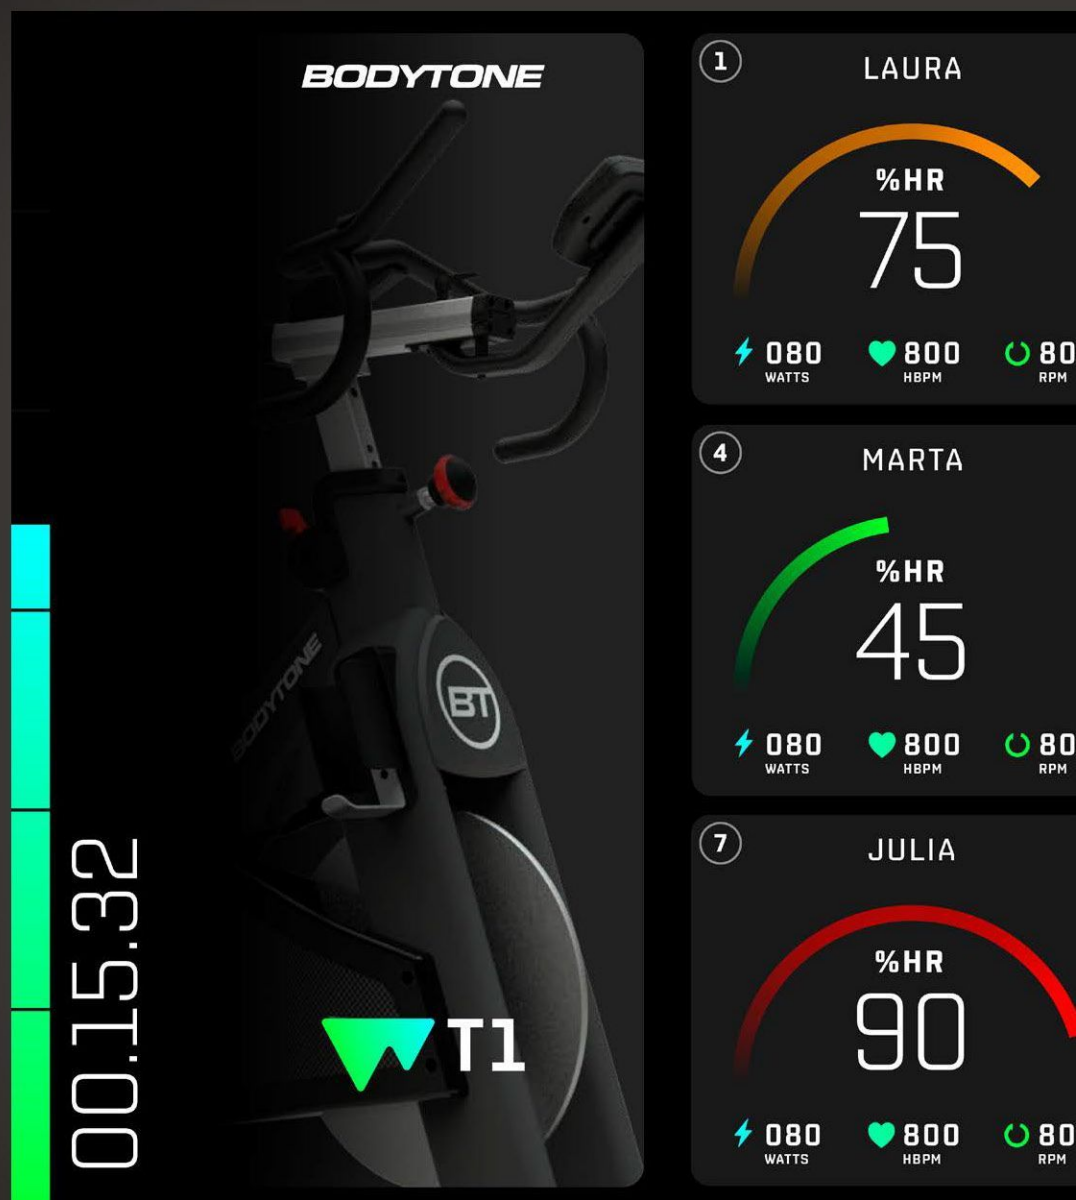 BODYTONE
BODYTONE
BT
T1
00.15.32
1
LAURA
%HR
75
080 800 80
WATTS HBPM RPM
4
MARTA
%HR
45
080 800 80
WATTS HBPM RPM
7
JULIA
%HR
90
080 800 80
WATTS HBPM RPM